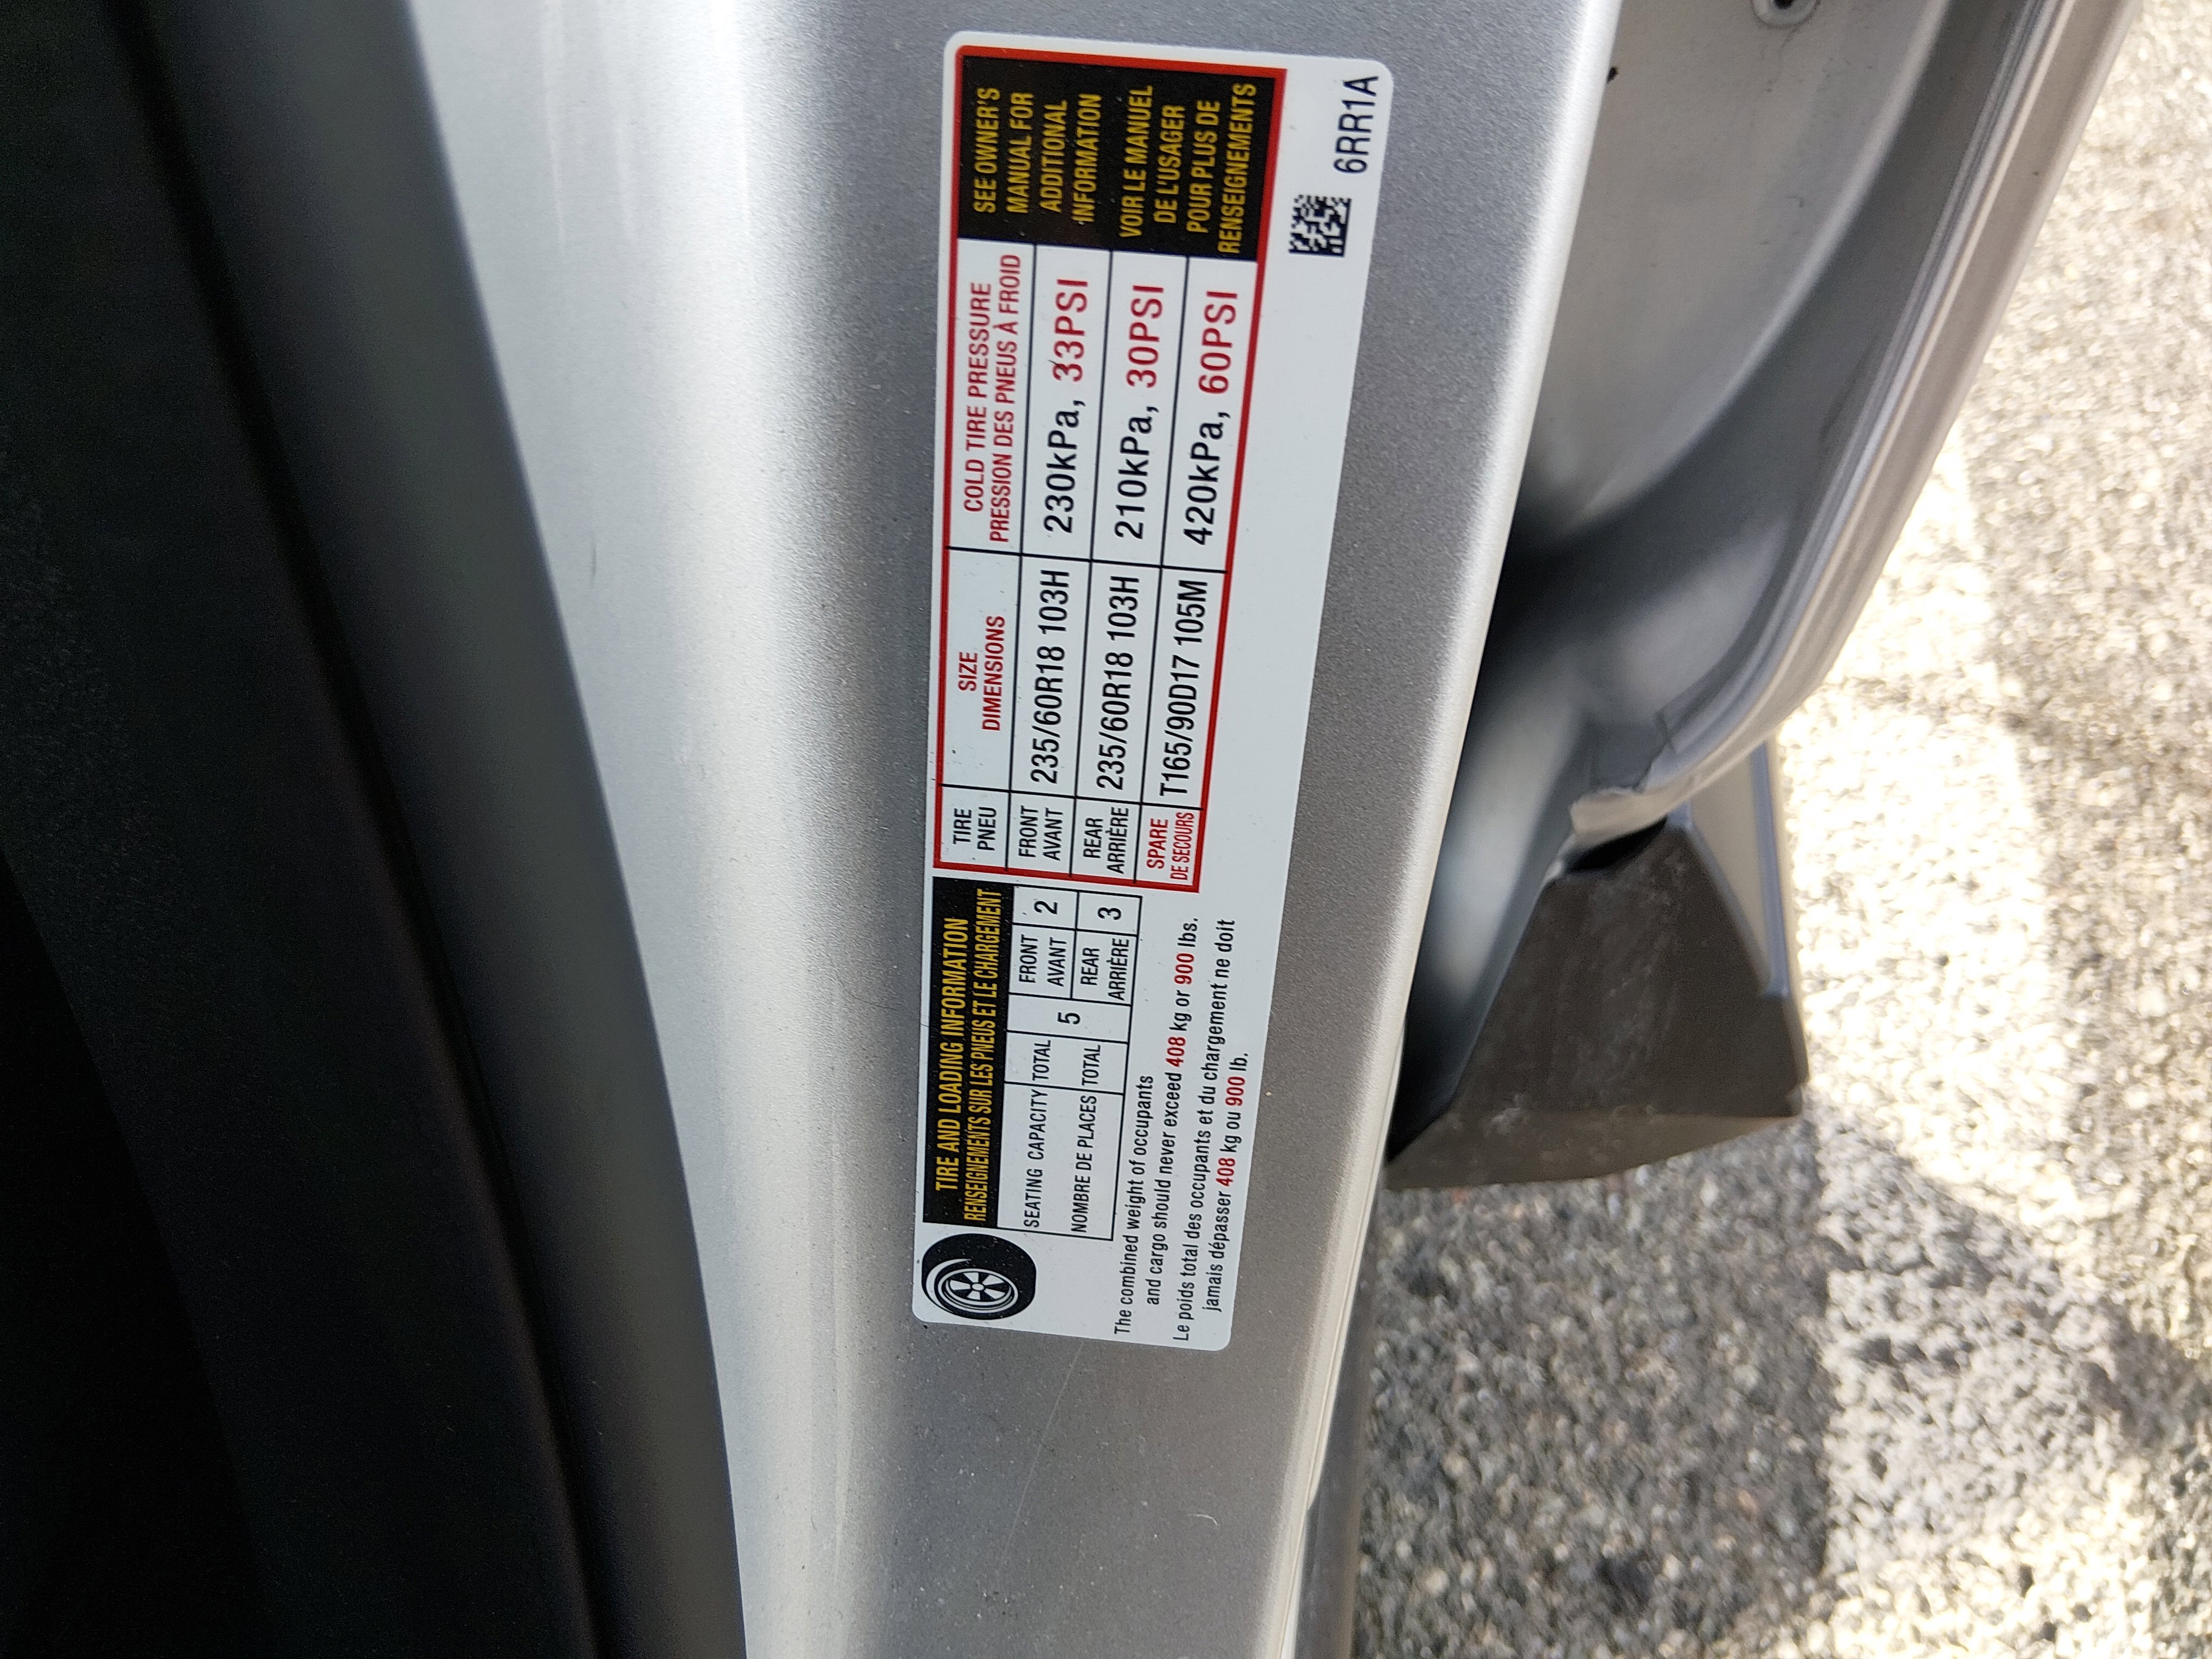 TIRE AND LOADING INFORMATION
RENSEIGNEMENTS SUR LES PNEUS ET LE CHARGEMENT
SEATING CAPACITY
NOMBRE DE PLACES
TOTAL
TOTAL
5
FRONT
AVANT
2
REAR
ARRIÈRE
3
The combined weight of occupants
and cargo should never exceed 408 kg or 900 lbs.
Le poids total des occupants et du chargement ne doit
jamais dépasser 408 kg ou 900 lb.
TIRE
PNEU
SIZE
DIMENSIONS
COLD TIRE PRESSURE
PRESSION DES PNEUS À FROID
FRONT
AVANT
235/60R18 103H
230kPa, 33PSI
REAR
ARRIÈRE
235/60R18 103H
210kPa, 30PSI
SPARE
DE SECOURS
T165/90D17 105M
420kPa, 60PSI
SEE OWNER'S
MANUAL FOR
ADDITIONAL
INFORMATION
VOIR LE MANUEL
DE L'USAGER
POUR PLUS DE
RENSEIGNEMENTS
6RR1A